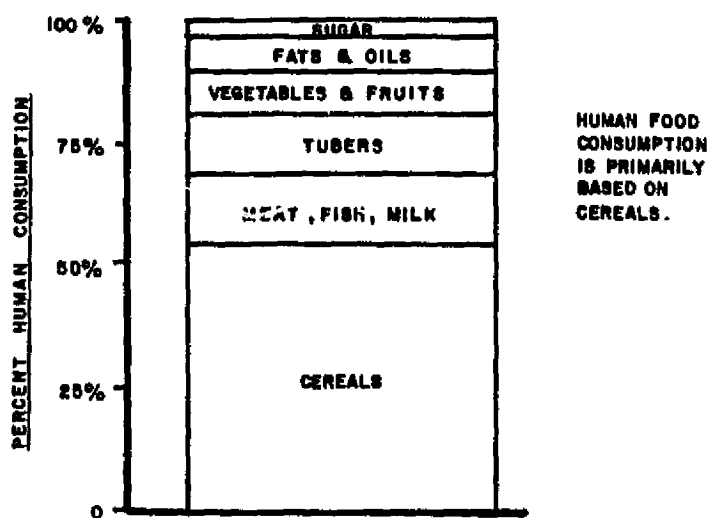 100 %
SUGAR
FATS & OILS
VEGETABLES & FRUITS
75%
TUBERS
MEAT, FISH, MILK
50%
CEREALS
25%
0
PERCENT HUMAN CONSUMPTION
HUMAN FOOD
CONSUMPTION
IS PRIMARILY
BASED ON
CEREALS.